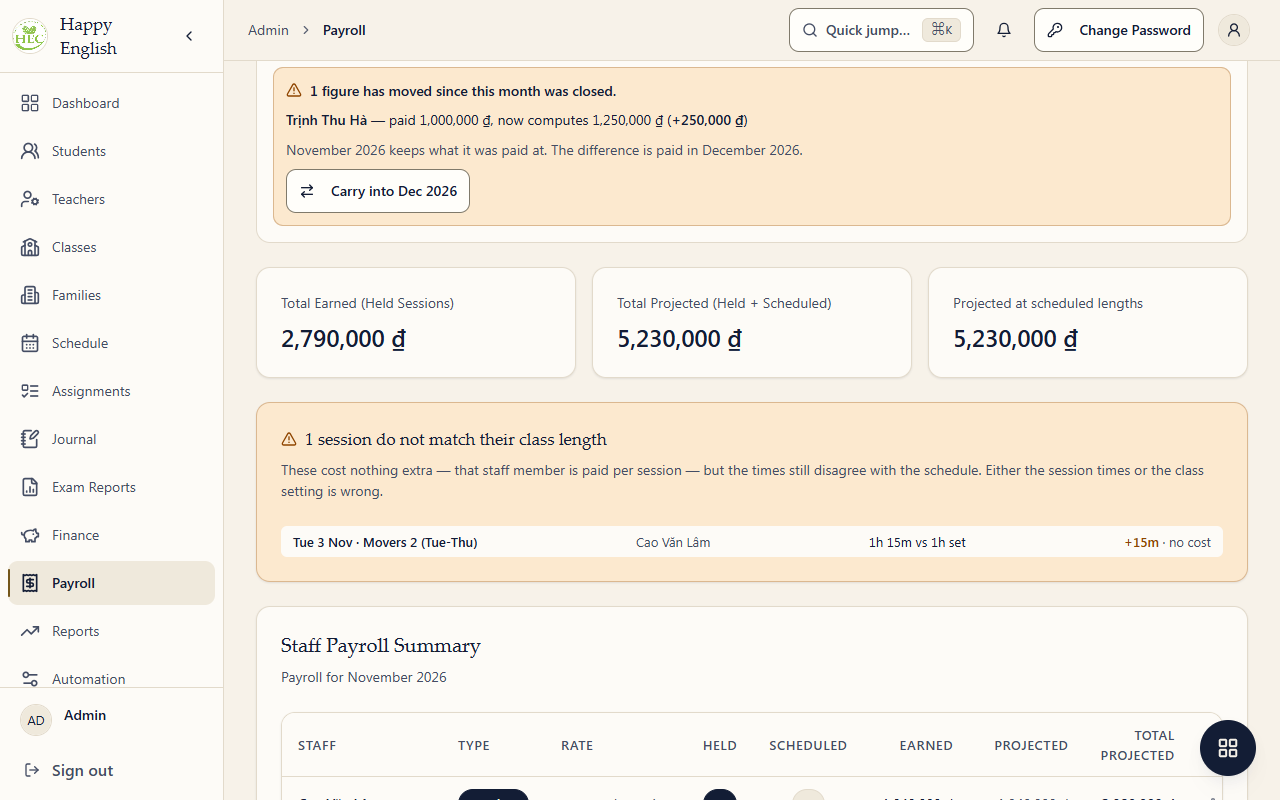 HEC
Happy
English
Admin
Payroll
Quick jump...
⌘K
Change Password
Dashboard
Students
Teachers
Classes
Families
Schedule
Assignments
Journal
Exam Reports
Finance
Payroll
Reports
Automation
AD
Admin
Sign out
1 figure has moved since this month was closed.
Trịnh Thu Hà — paid 1,000,000 ₫, now computes 1,250,000 ₫ (+250,000 ₫)
November 2026 keeps what it was paid at. The difference is paid in December 2026.
Carry into Dec 2026
Total Earned (Held Sessions)
2,790,000 ₫
Total Projected (Held + Scheduled)
5,230,000 ₫
Projected at scheduled lengths
5,230,000 ₫
1 session do not match their class length
These cost nothing extra — that staff member is paid per session — but the times still disagree with the schedule. Either the session times or the class
setting is wrong.
Tue 3 Nov · Movers 2 (Tue-Thu) Cao Văn Lâm 1h 15m vs 1h set +15m · no cost
Staff Payroll Summary
Payroll for November 2026
STAFF TYPE RATE HELD SCHEDULED EARNED PROJECTED TOTAL
PROJECTED